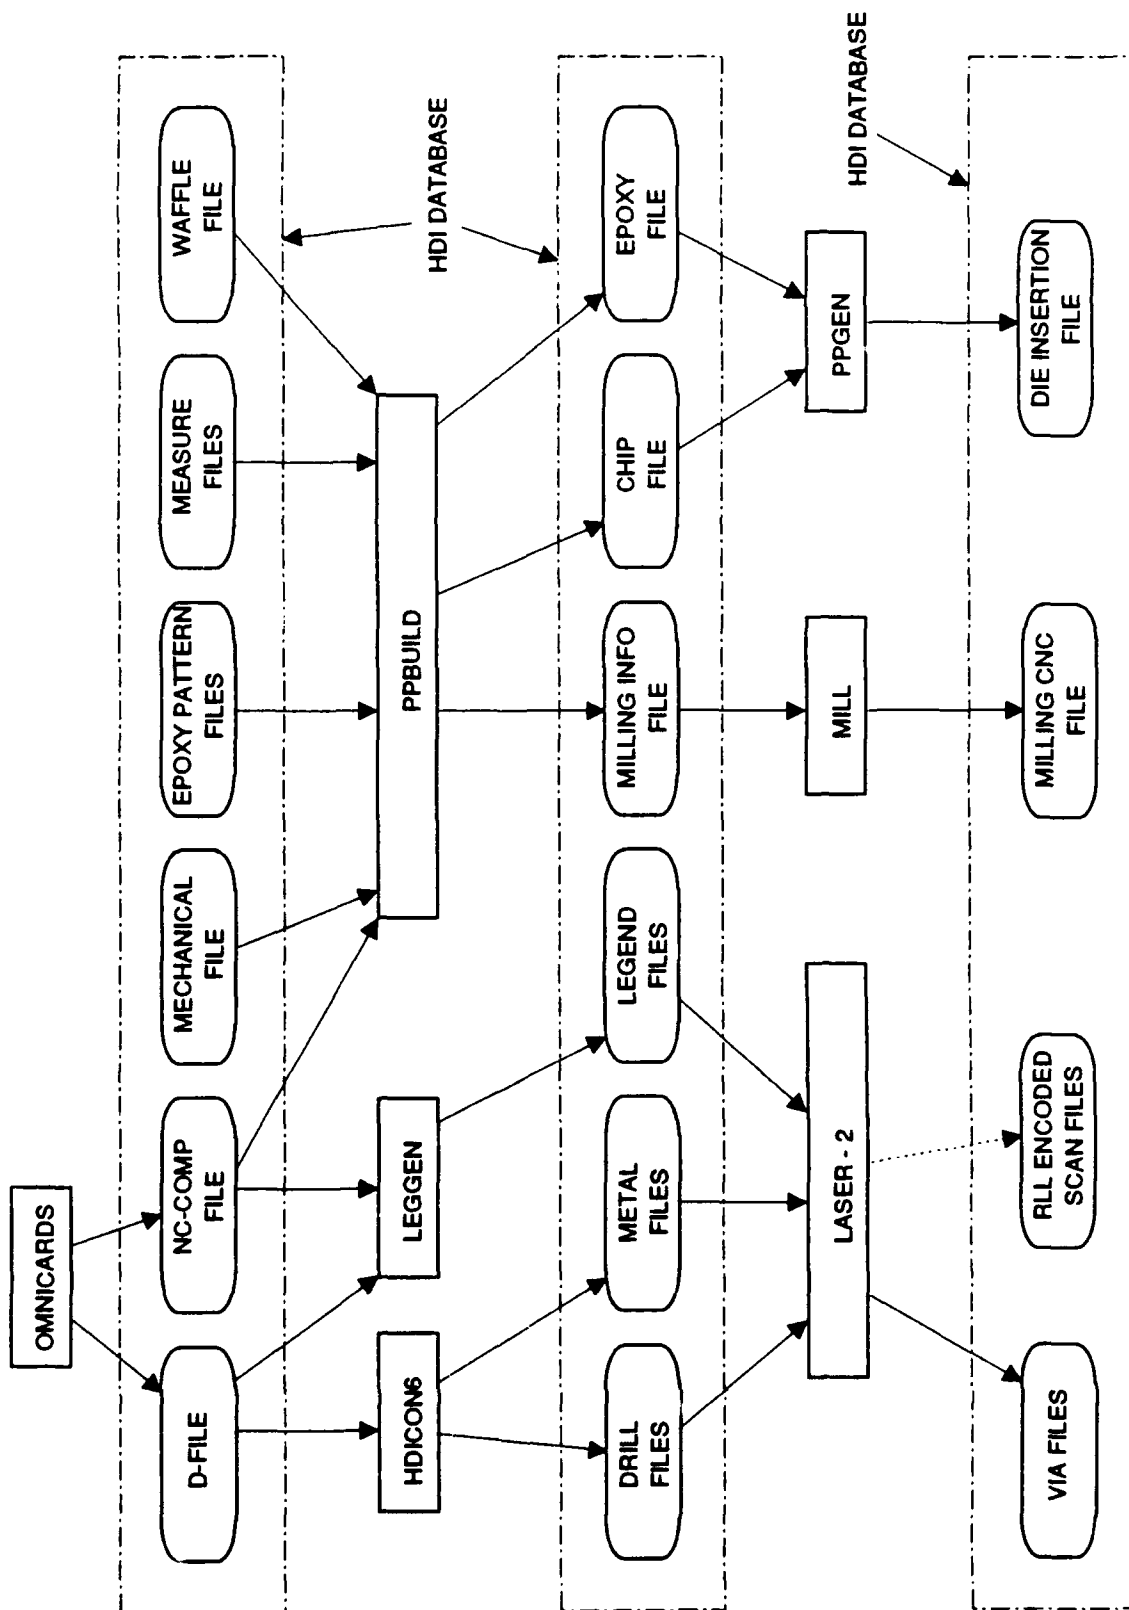 OMNICARDS
D-FILE
NC-COMP
FILE
MECHANICAL
FILE
EPOXY PATTERN
FILES
MEASURE
FILES
WAFFLE
FILE
HDICON6
LEGGEN
PPBUILD
HDI DATABASE
DRILL
FILES
METAL
FILES
LEGEND
FILES
MILLING INFO
FILE
CHIP
FILE
EPOXY
FILE
LASER - 2
MILL
PPGEN
HDI DATABASE
VIA FILES
RLL ENCODED
SCAN FILES
MILLING CNC
FILE
DIE INSERTION
FILE